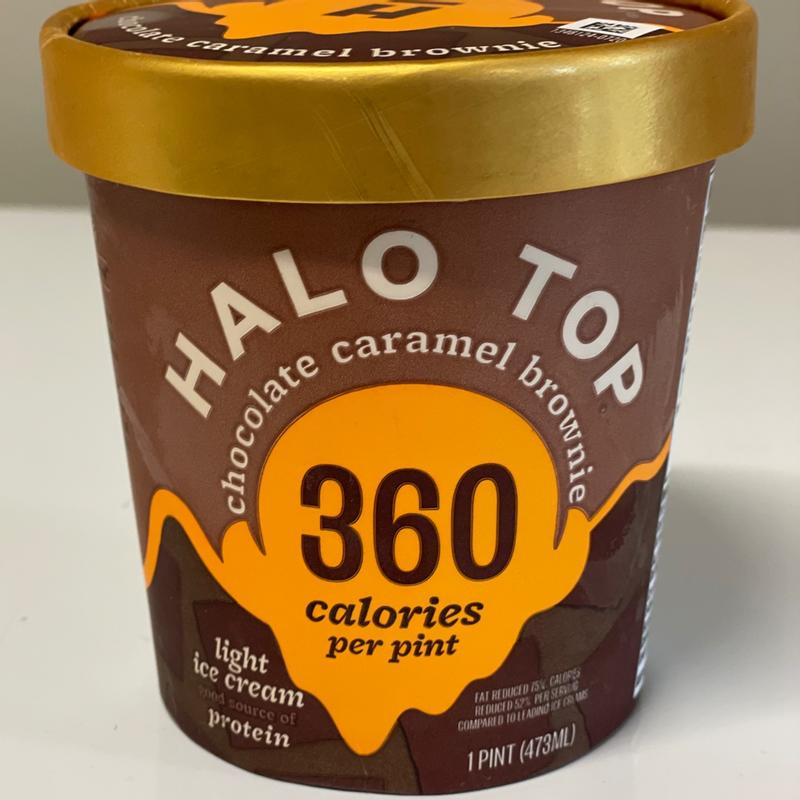 chocolate caramel brownie
HALO TOP
chocolate caramel brownie
360
calories
per pint
light
ice cream
good source of
protein
FAT REDUCED 75% CALORIES
REDUCED 52% PER SERVING
COMPARED TO LEADING ICE CREAMS
1 PINT (473ML)